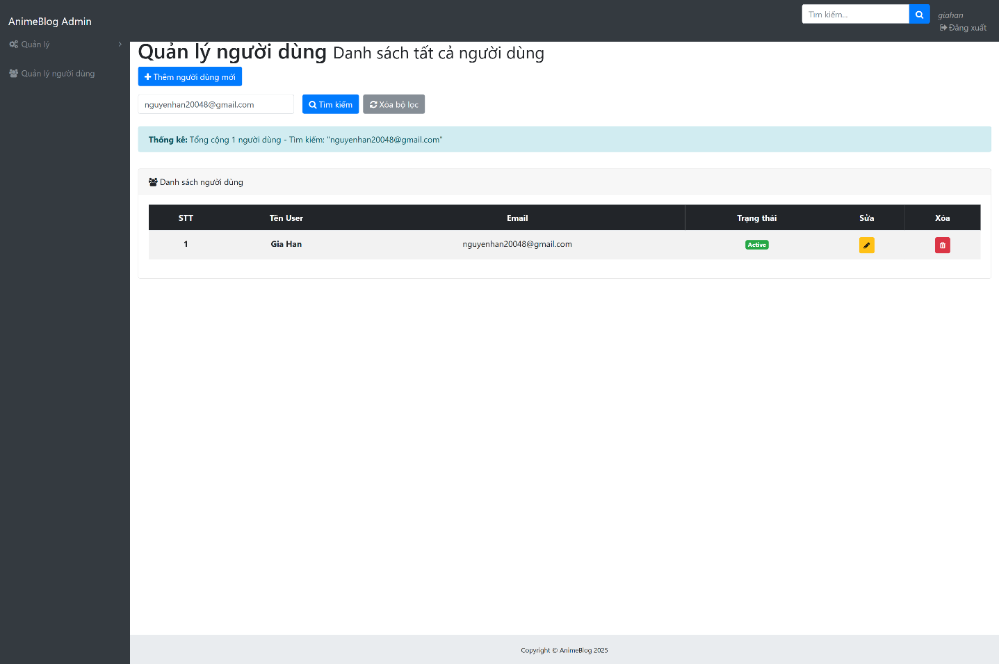 AnimeBlog Admin
Tìm kiếm...
giahan
Đăng xuất
Quản lý
Quản lý người dùng
Quản lý người dùng Danh sách tất cả người dùng
Thêm người dùng mới
nguyenhan20048@gmail.com
Tìm kiếm
Xóa bộ lọc
Thống kê: Tổng cộng 1 người dùng - Tìm kiếm: "nguyenhan20048@gmail.com"
Danh sách người dùng
STT Tên User Email Trạng thái Sửa Xóa
1 Gia Han nguyenhan20048@gmail.com Active
Copyright © AnimeBlog 2025